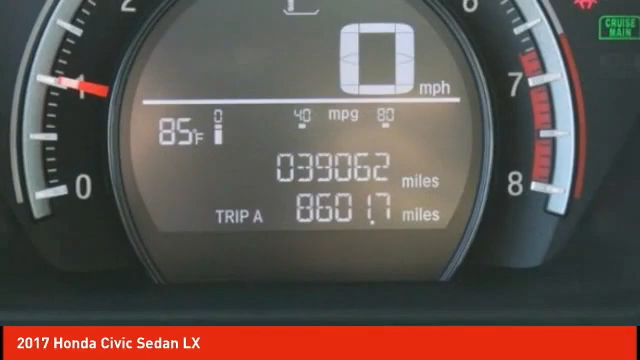 2 6
0 mph
CRUISE
MAIN
1 7
0 40 mpg 80
85°F
039062 miles
0 8
TRIP A 8601.7 miles
2017 Honda Civic Sedan LX